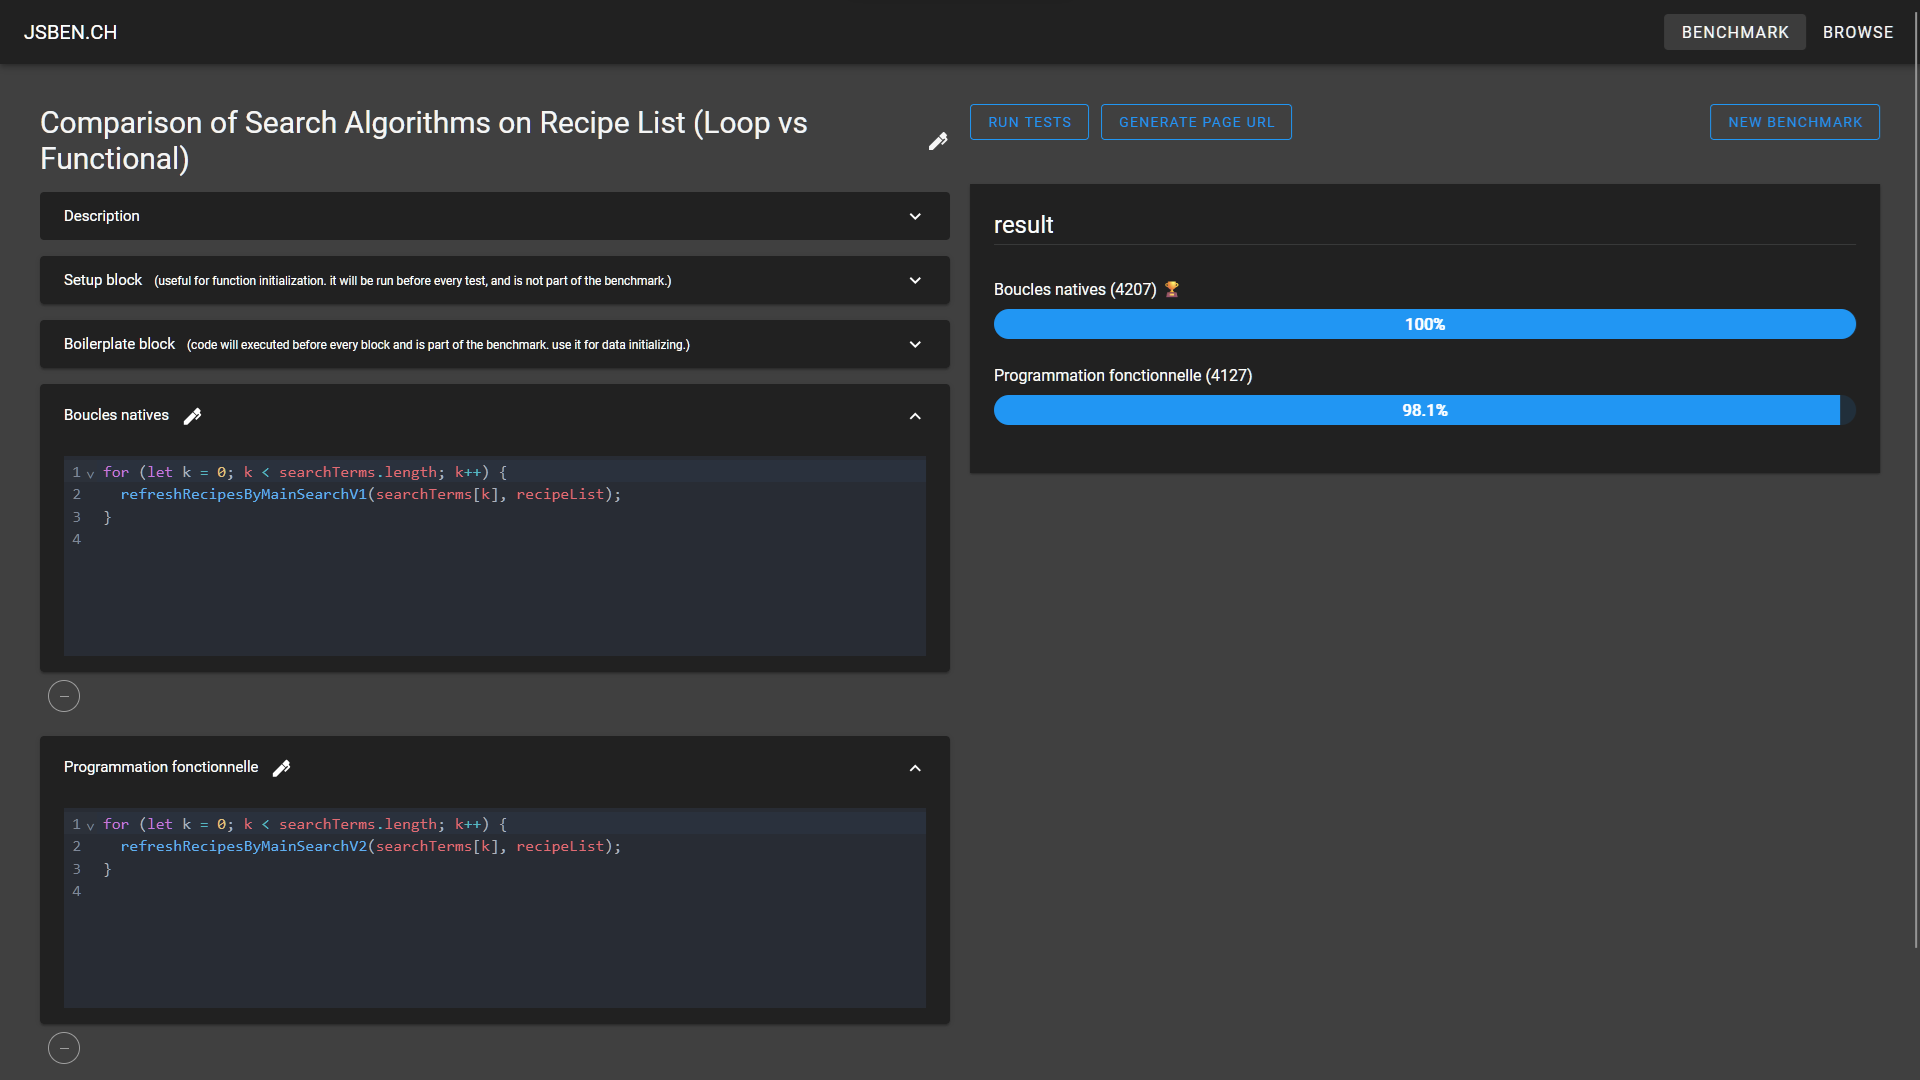 JSBEN.CH
BENCHMARK
BROWSE
Comparison of Search Algorithms on Recipe List (Loop vs
Functional)
Description
Setup block (useful for function initialization. it will be run before every test, and is not part of the benchmark.)
Boilerplate block (code will executed before every block and is part of the benchmark. use it for data initializing.)
Boucles natives
1 for (let k = 0; k < searchTerms.length; k++) {
2 refreshRecipesByMainSearchV1(searchTerms[k], recipeList);
3 }
4
Programmation fonctionnelle
1 for (let k = 0; k < searchTerms.length; k++) {
2 refreshRecipesByMainSearchV2(searchTerms[k], recipeList);
3 }
4
RUN TESTS
GENERATE PAGE URL
NEW BENCHMARK
result
Boucles natives (4207) 🏆
100%
Programmation fonctionnelle (4127)
98.1%